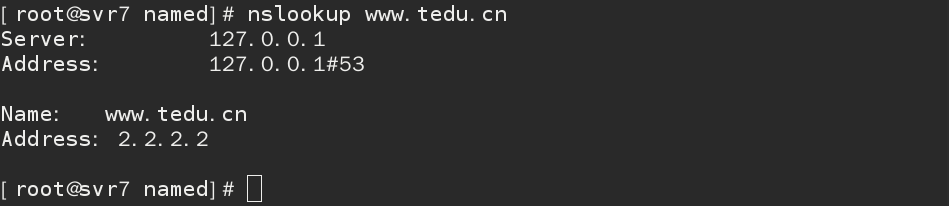 [root@svr7 named]# nslookup www.tedu.cn
Server:         127.0.0.1
Address:        127.0.0.1#53

Name:   www.tedu.cn
Address: 2.2.2.2

[root@svr7 named]#